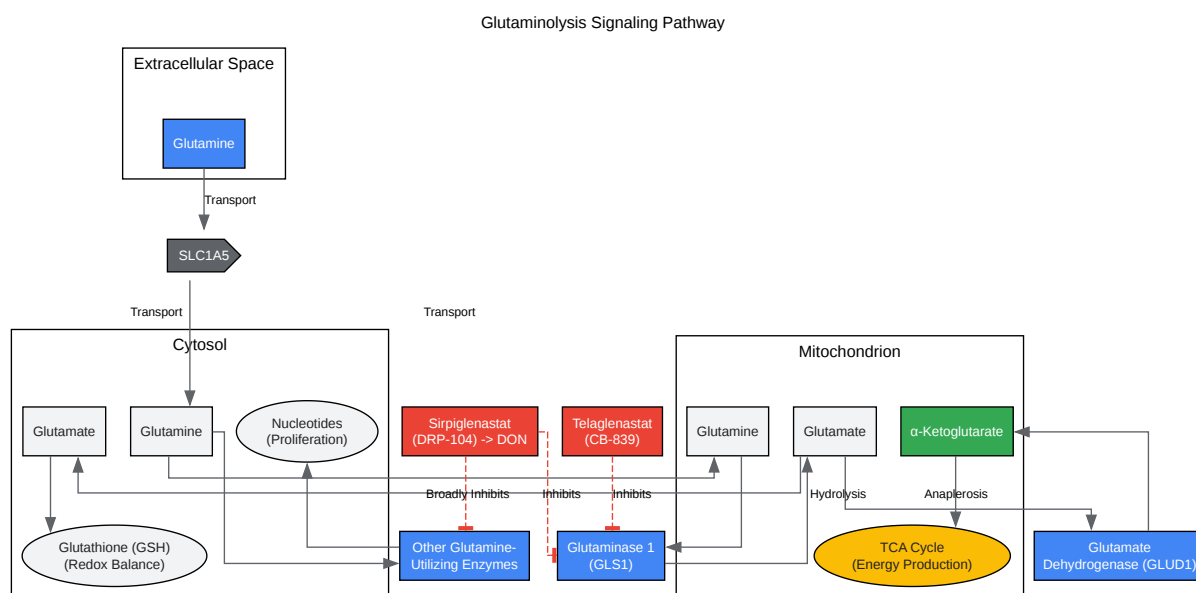 Glutaminolysis Signaling Pathway
Extracellular Space
Glutamine
Transport
SLC1A5
Transport
Transport
Cytosol
Mitochondrion
Glutamate
Glutamine
Nucleotides
(Proliferation)
Sirpiglenastat
(DRP-104) -> DON
Telaglenastat
(CB-839)
Glutamine
Glutamate
α-Ketoglutarate
Broadly Inhibits
Inhibits
Inhibits
Hydrolysis
Anaplerosis
Glutathione (GSH)
(Redox Balance)
Other Glutamine-
Utilizing Enzymes
Glutaminase 1
(GLS1)
TCA Cycle
(Energy Production)
Glutamate
Dehydrogenase (GLUD1)